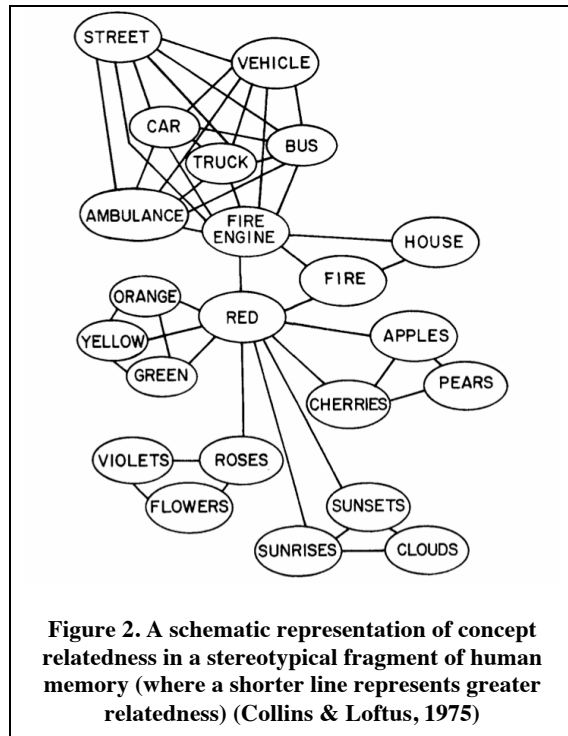 STREET
VEHICLE
CAR
BUS
TRUCK
AMBULANCE
FIRE
ENGINE
HOUSE
FIRE
ORANGE
RED
YELLOW
APPLES
GREEN
PEARS
CHERRIES
VIOLETS
ROSES
FLOWERS
SUNSETS
SUNRISES
CLOUDS
Figure 2. A schematic representation of concept
relatedness in a stereotypical fragment of human
memory (where a shorter line represents greater
relatedness) (Collins & Loftus, 1975)